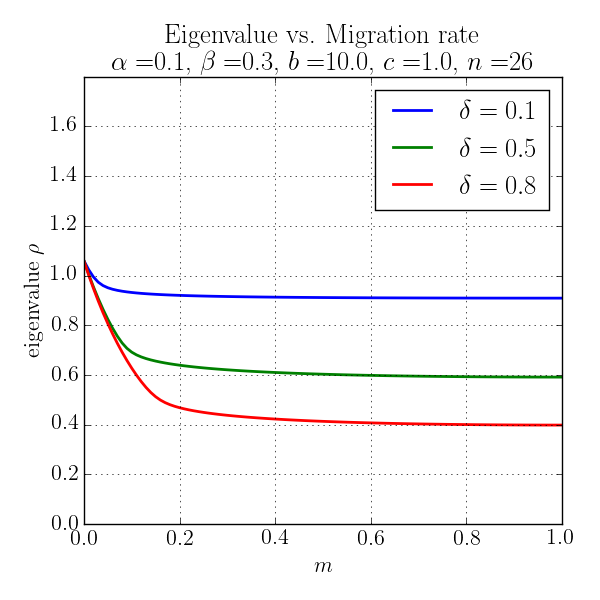 Eigenvalue vs. Migration rate
α =0.1, β =0.3, b =10.0, c =1.0, n =26
δ = 0.1
δ = 0.5
δ = 0.8
eigenvalue ρ
1.6
1.4
1.2
1.0
0.8
0.6
0.4
0.2
0.0
0.0 0.2 0.4 0.6 0.8 1.0
m